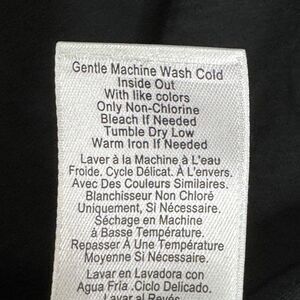 Gentle Machine Wash Cold
Inside Out
With like colors
Only Non-Chlorine
Bleach If Needed
Tumble Dry Low
Warm Iron If Needed
Laver à la Machine à L'eau
Froide. Cycle Délicat. À L'envers.
Avec Des Couleurs Similaires.
Blanchisseur Non Chloré
Uniquement, Si Nécessaire.
Séchage en Machine
à Basse Température.
Repasser À Une Température
Moyenne Si Nécessaire.
Lavar en Lavadora con
Agua Fría .Ciclo Delicado.
Lavar al Revés